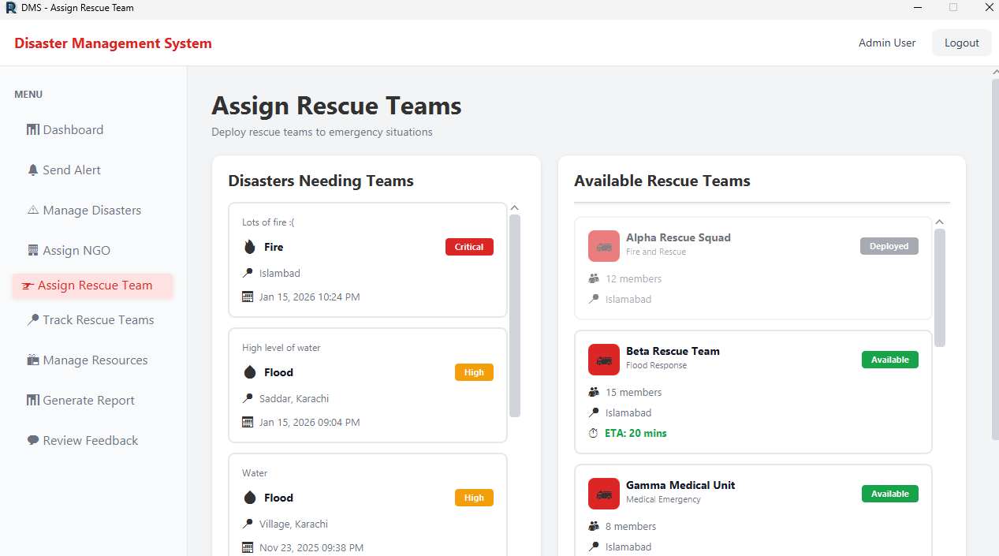 DMS - Assign Rescue Team
Disaster Management System
Admin User
Logout
MENU
Dashboard
Send Alert
Manage Disasters
Assign NGO
Assign Rescue Team
Track Rescue Teams
Manage Resources
Generate Report
Review Feedback
Assign Rescue Teams
Deploy rescue teams to emergency situations
Disasters Needing Teams
Lots of fire :(
Fire
Critical
Islambad
Jan 15, 2026 10:24 PM
High level of water
Flood
High
Saddar, Karachi
Jan 15, 2026 09:04 PM
Water
Flood
High
Village, Karachi
Nov 23, 2025 09:38 PM
Available Rescue Teams
Alpha Rescue Squad
Fire and Rescue
Deployed
12 members
Islamabad
Beta Rescue Team
Flood Response
Available
15 members
Islamabad
ETA: 20 mins
Gamma Medical Unit
Medical Emergency
Available
8 members
Islamabad